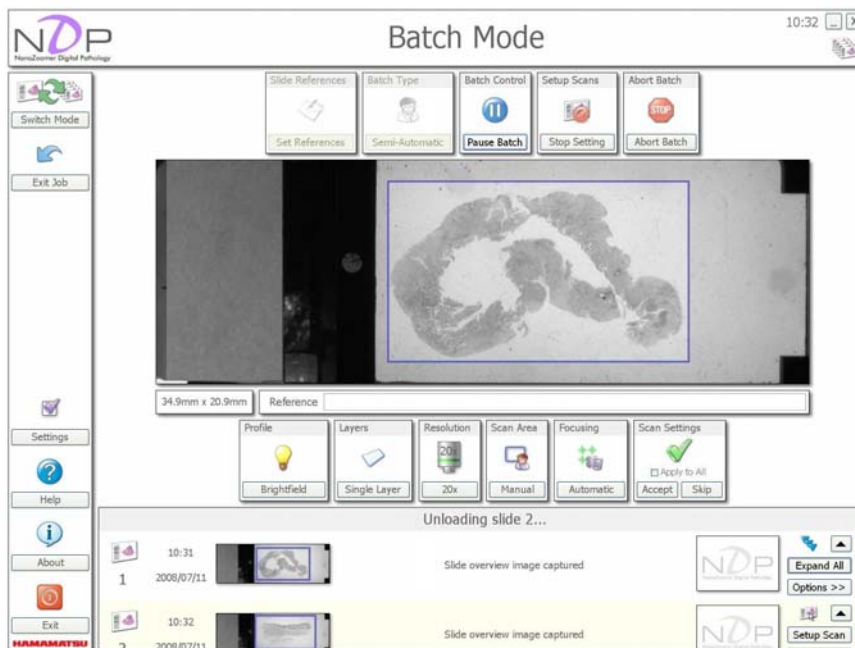 NDP
NanoZoomer Digital Pathology
Batch Mode
10:32
Switch Mode
Exit Job
Settings
Help
About
Exit
HAMAMATSU
Slide References
Set References
Batch Type
Semi-Automatic
Batch Control
Pause Batch
Setup Scans
Stop Setting
Abort Batch
STOP
Abort Batch
34.9mm x 20.9mm
Reference
Profile
Brightfield
Layers
Single Layer
Resolution
20x
20x
Scan Area
Manual
Focusing
Automatic
Scan Settings
Apply to All
Accept Skip
Unloading slide 2...
1
10:31
2008/07/11
Slide overview image captured
NDP
Expand All
Options >>
2
10:32
2008/07/11
Slide overview image captured
NDP
Setup Scan